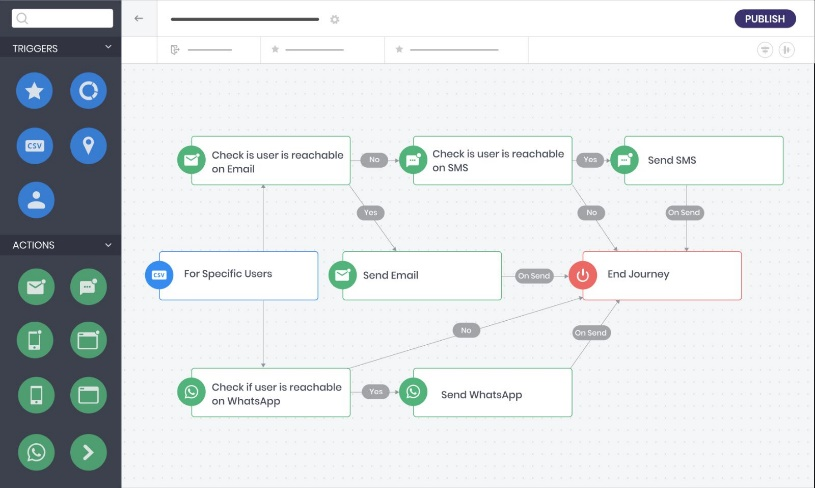 PUBLISH
TRIGGERS
CSV
ACTIONS
Check is user is reachable
on Email
No
Check is user is reachable
on SMS
Yes
Send SMS
Yes
No
On Send
CSV
For Specific Users
Send Email
On Send
End Journey
No
On Send
Check if user is reachable
on WhatsApp
Yes
Send WhatsApp